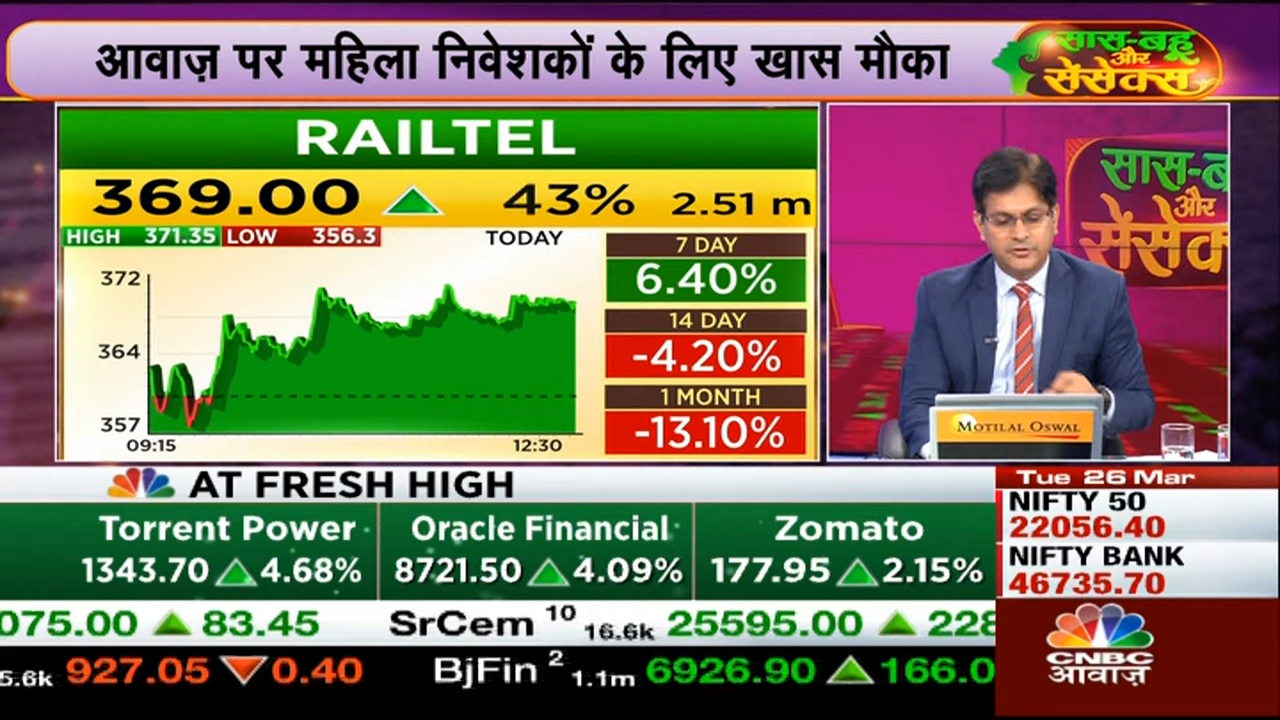 आवाज़ पर महिला निवेशकों के लिए खास मौका
सास-बहू
और
सेंसेक्स
RAILTEL
369.00 43% 2.51 m
HIGH 371.35 LOW 356.3 TODAY
372
364
357
09:15 12:30
7 DAY
6.40%
14 DAY
-4.20%
1 MONTH
-13.10%
सास-ब
और
सेंसेक्
MOTILAL OSWAL
AT FRESH HIGH
Torrent Power
1343.70 4.68%
Oracle Financial
8721.50 4.09%
Zomato
177.95 2.15%
Tue 26 Mar
NIFTY 50
22056.40
NIFTY BANK
46735.70
075.00 83.45 SrCem 10 16.6k 25595.00 228
5.6k 927.05 0.40 BjFin 2 1.1m 6926.90 166.0
CNBC
आवाज़